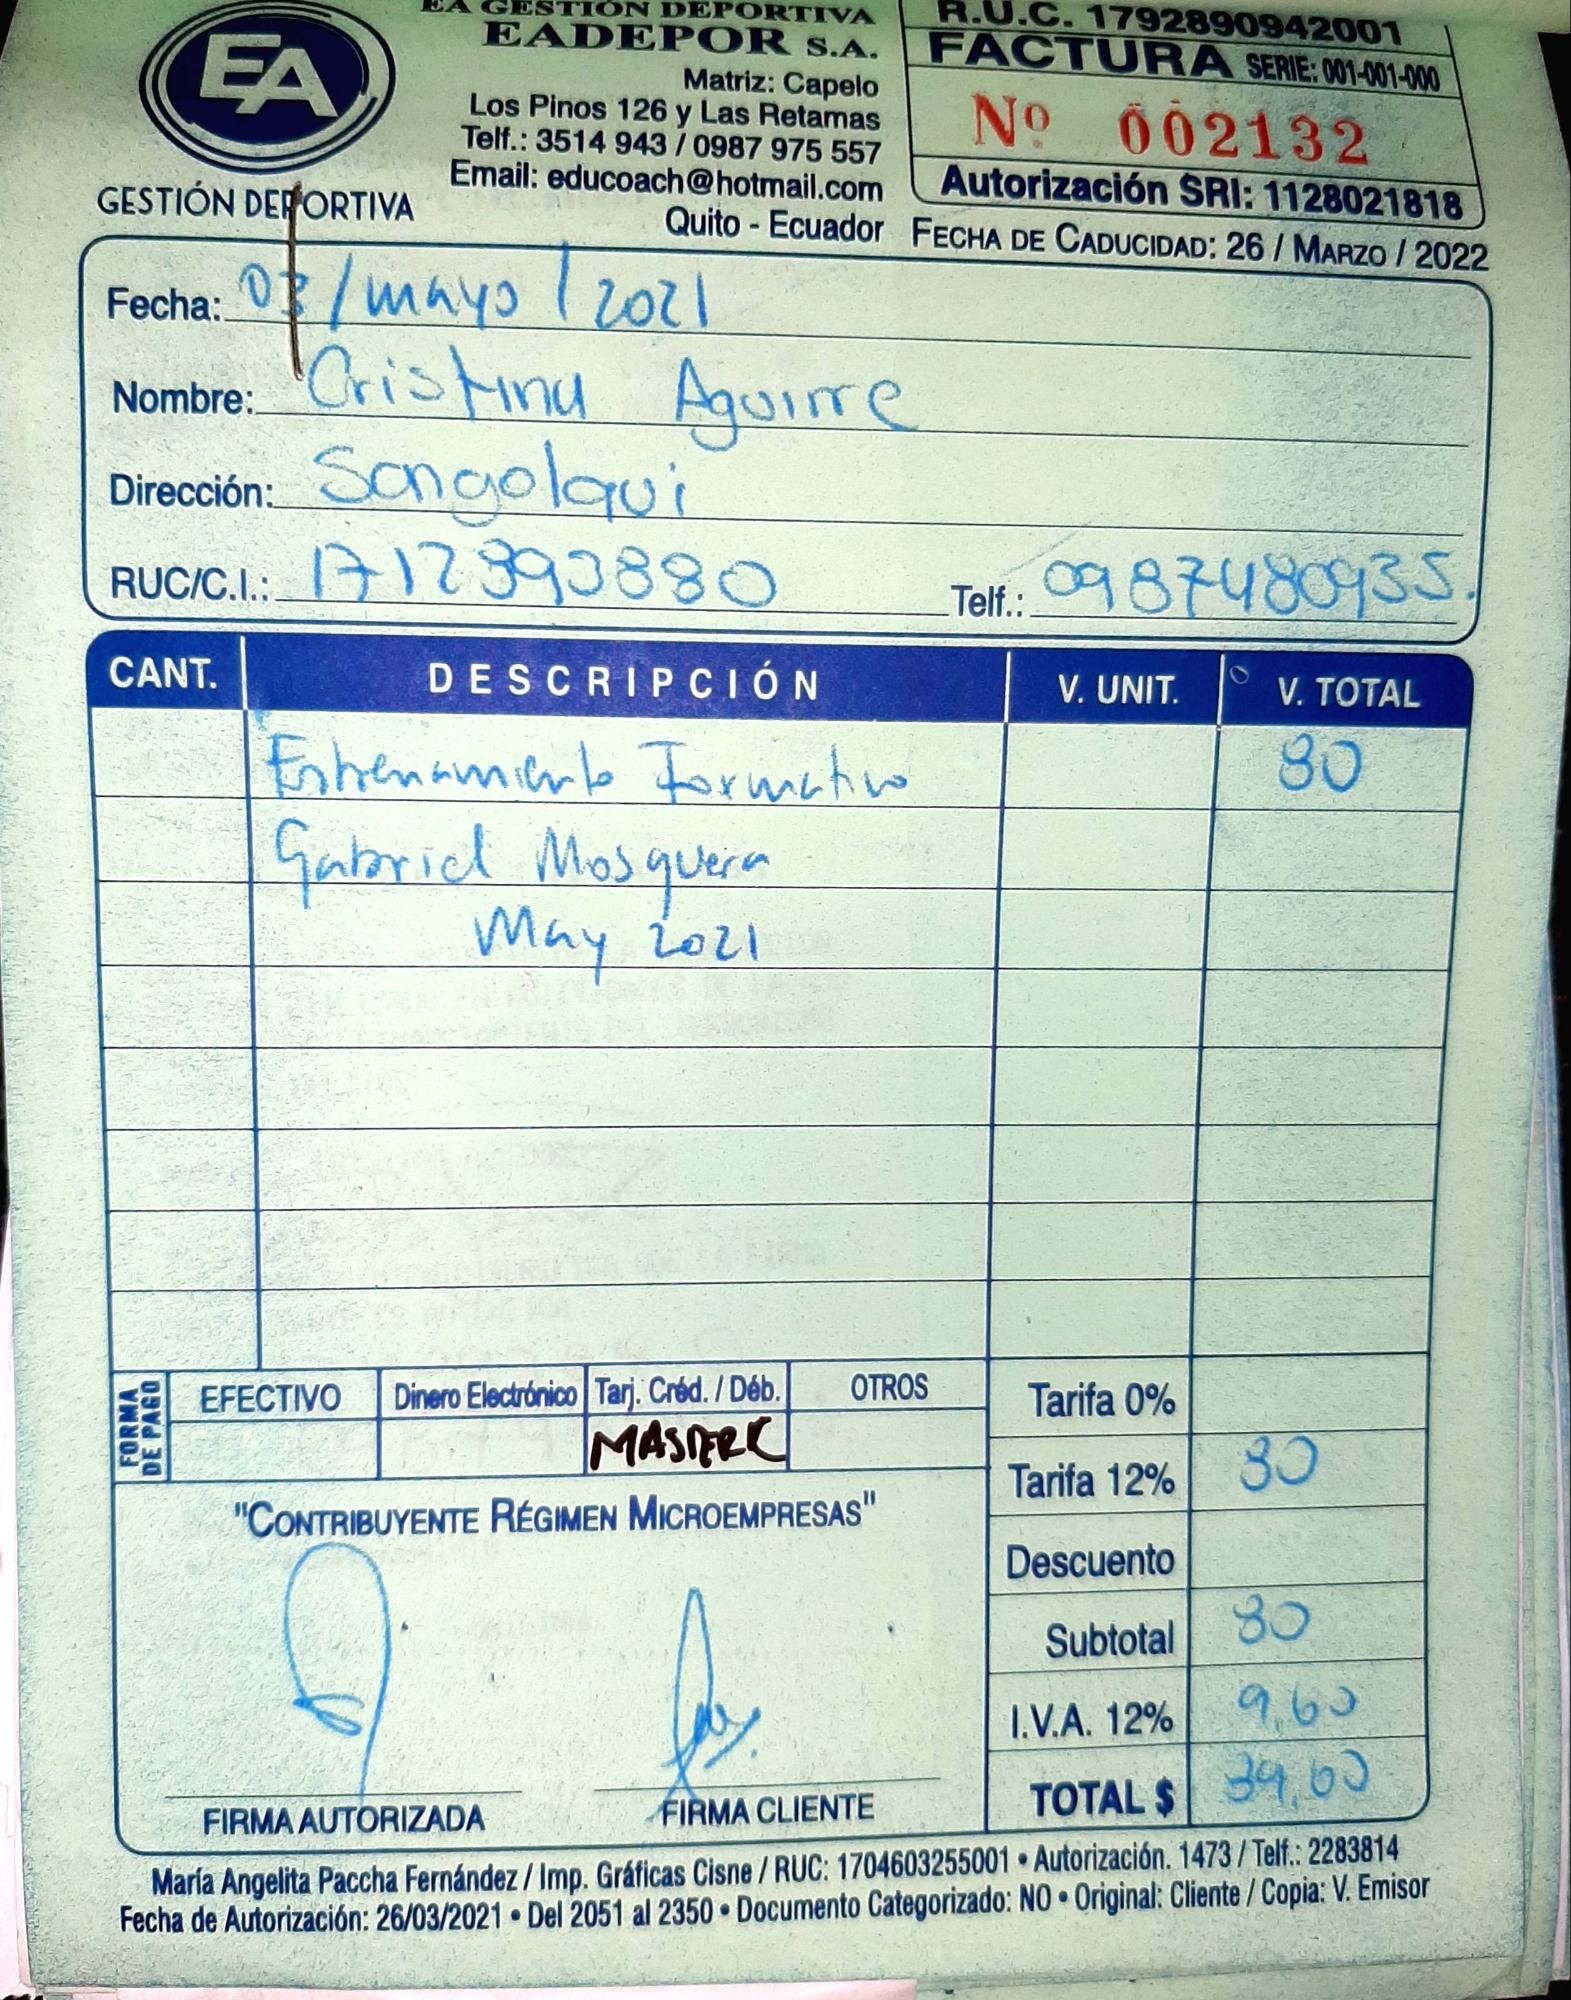 EA GESTIÓN DEPORTIVA
EADEPOR S.A.
Matriz: Capelo
Los Pinos 126 y Las Retamas
Telf.: 3514 943 / 0987 975 557
Email: educoach@hotmail.com
Quito - Ecuador
EA
GESTIÓN DEPORTIVA
R.U.C. 1792890942001
FACTURA SERIE: 001-001-000
Nº 002132
Autorización SRI: 1128021818
FECHA DE CADUCIDAD: 26 / MARZO / 2022
Fecha: 03/mayo/2021
Nombre: Cristina Aguirre
Dirección: Sangolqui
RUC/C.I.: 1712393880 Telf.: 0987480935.
CANT. DESCRIPCIÓN V. UNIT. V. TOTAL
Entrenamiento Formativo 80
Gabriel Mosquera
May 2021
FORMA DE PAGO
EFECTIVO Dinero Electrónico Tarj. Créd. / Déb. OTROS
MASTERC
Tarifa 0%
Tarifa 12% 80
Descuento
Subtotal 80
I.V.A. 12% 9,60
TOTAL $ 89,60
"CONTRIBUYENTE RÉGIMEN MICROEMPRESAS"
FIRMA AUTORIZADA FIRMA CLIENTE
María Angelita Paccha Fernández / Imp. Gráficas Cisne / RUC: 1704603255001 • Autorización. 1473 / Telf.: 2283814
Fecha de Autorización: 26/03/2021 • Del 2051 al 2350 • Documento Categorizado: NO • Original: Cliente / Copia: V. Emisor